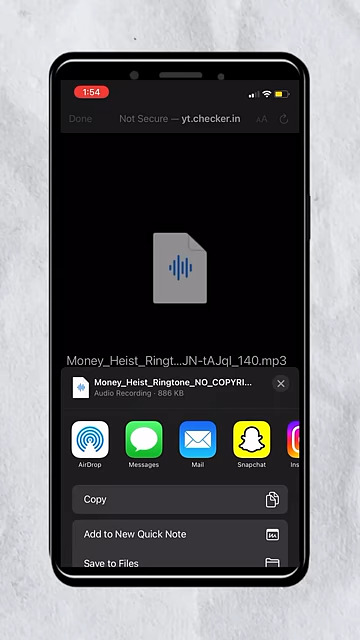 1:54
Done Not Secure — yt.checker.in AA
Money_Heist_Ringt...JN-tAJqI_140.mp3
Money_Heist_Ringtone_NO_COPYRI...
Audio Recording · 886 KB
AirDrop Messages Mail Snapchat Ins
Copy
Add to New Quick Note
Save to Files